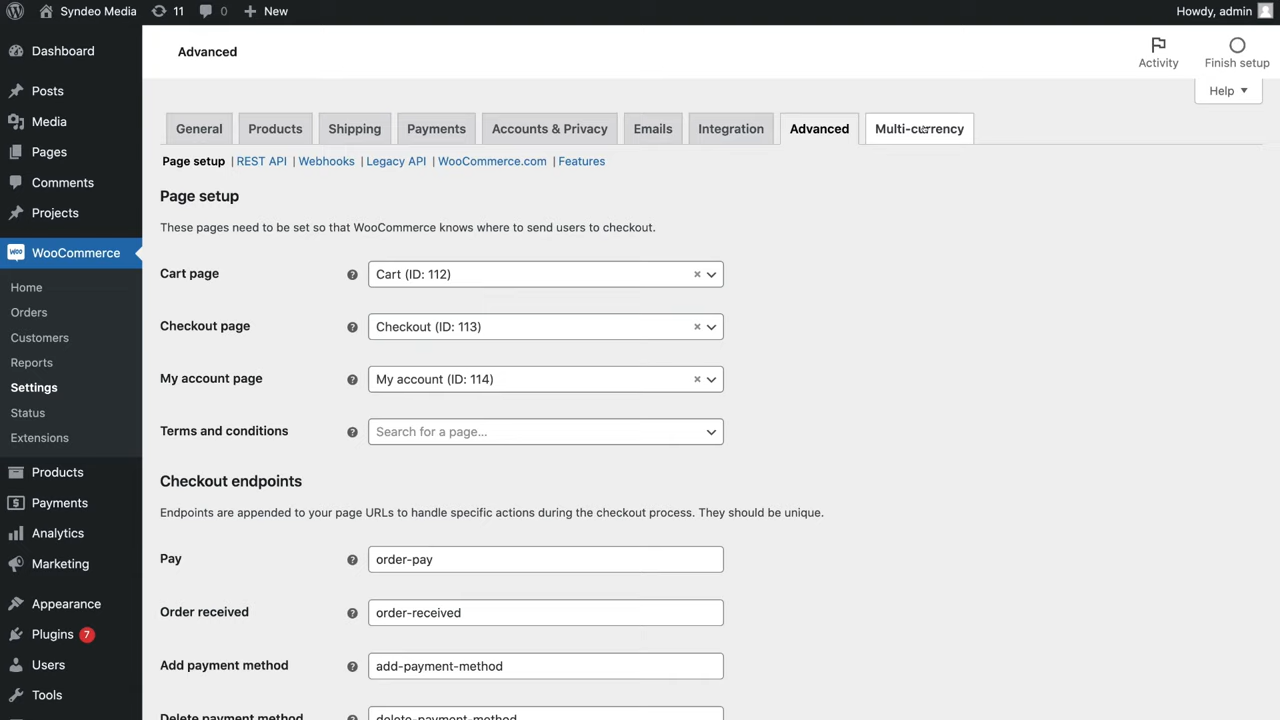 Syndeo Media
11
0
New
Howdy, admin
Dashboard
Posts
Media
Pages
Comments
Projects
WooCommerce
Home
Orders
Customers
Reports
Settings
Status
Extensions
Products
Payments
Analytics
Marketing
Appearance
Plugins 7
Users
Tools
Advanced
Activity
Finish setup
Help
General
Products
Shipping
Payments
Accounts & Privacy
Emails
Integration
Advanced
Multi-currency
Page setup | REST API | Webhooks | Legacy API | WooCommerce.com | Features
Page setup
These pages need to be set so that WooCommerce knows where to send users to checkout.
Cart page
Cart (ID: 112)
Checkout page
Checkout (ID: 113)
My account page
My account (ID: 114)
Terms and conditions
Search for a page...
Checkout endpoints
Endpoints are appended to your page URLs to handle specific actions during the checkout process. They should be unique.
Pay
order-pay
Order received
order-received
Add payment method
add-payment-method
Delete payment method
delete-payment-method